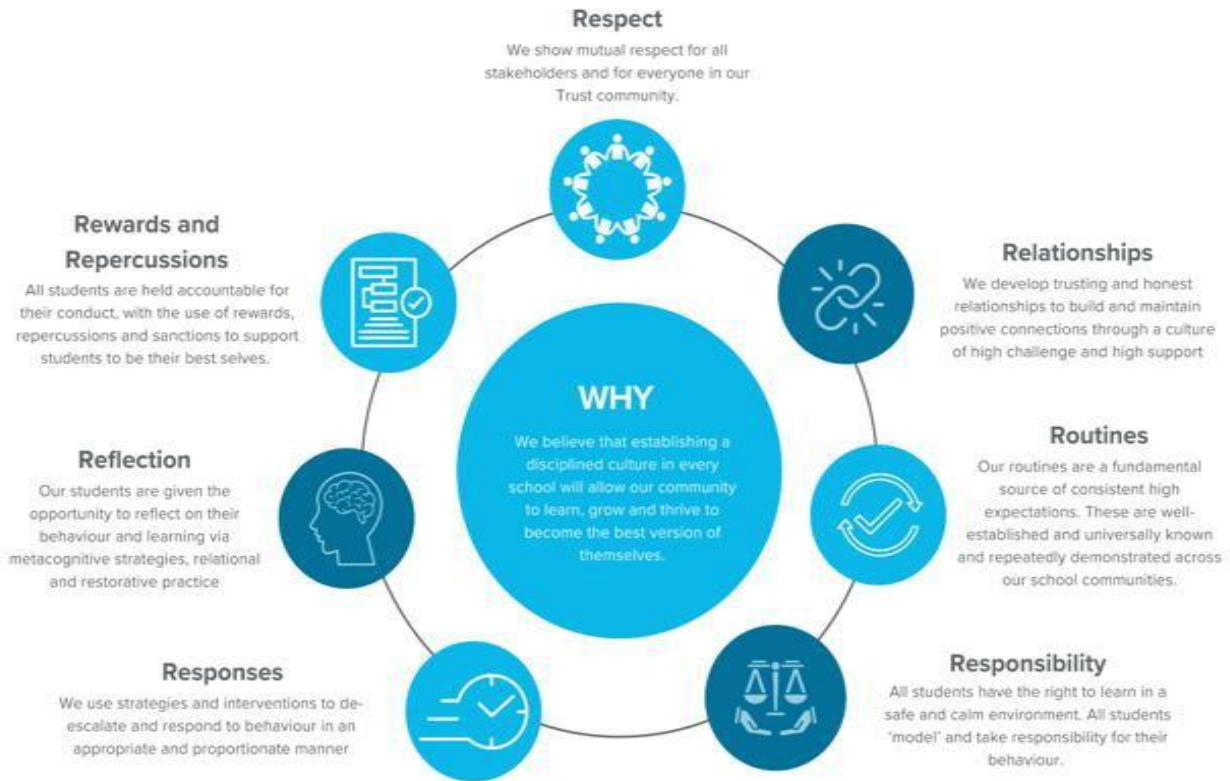 Respect
We show mutual respect for all
stakeholders and for everyone in our
Trust community.
Relationships
We develop trusting and honest
relationships to build and maintain
positive connections through a culture
of high challenge and high support
Routines
Our routines are a fundamental
source of consistent high
expectations. These are well-
established and universally known
and repeatedly demonstrated across
our school communities.
Responsibility
All students have the right to learn in a
safe and calm environment. All students
'model' and take responsibility for their
behaviour.
Responses
We use strategies and interventions to de-
escalate and respond to behaviour in an
appropriate and proportionate manner
Reflection
Our students are given the
opportunity to reflect on their
behaviour and learning via
metacognitive strategies, relational
and restorative practice
Rewards and
Repercussions
All students are held accountable for
their conduct, with the use of rewards,
repercussions and sanctions to support
students to be their best selves.
WHY
We believe that establishing a
disciplined culture in every
school will allow our community
to learn, grow and thrive to
become the best version of
themselves.